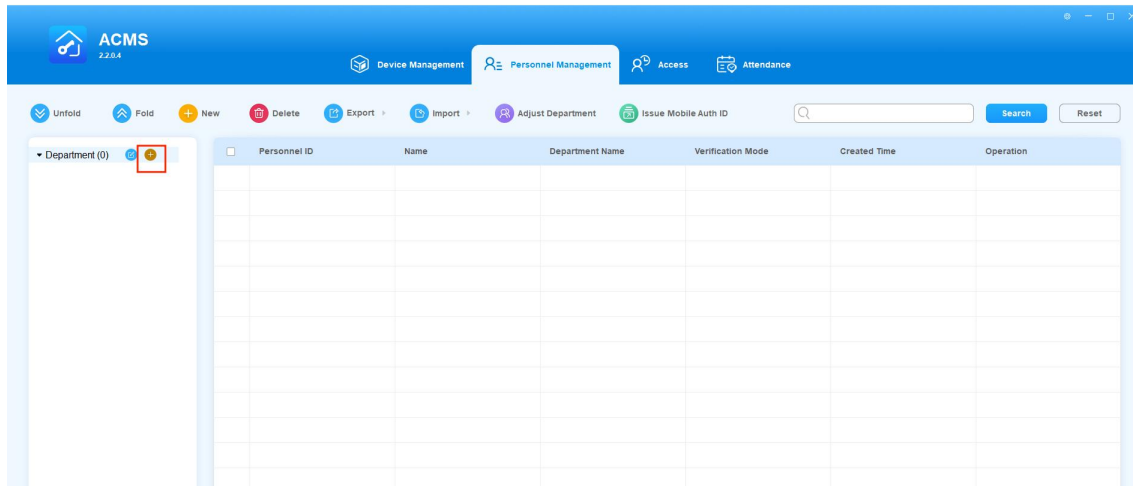 ACMS
2.2.0.4
Device Management
Personnel Management
Access
Attendance
Unfold
Fold
New
Delete
Export
Import
Adjust Department
Issue Mobile Auth ID
Search
Reset
Department (0)
Personnel ID
Name
Department Name
Verification Mode
Created Time
Operation